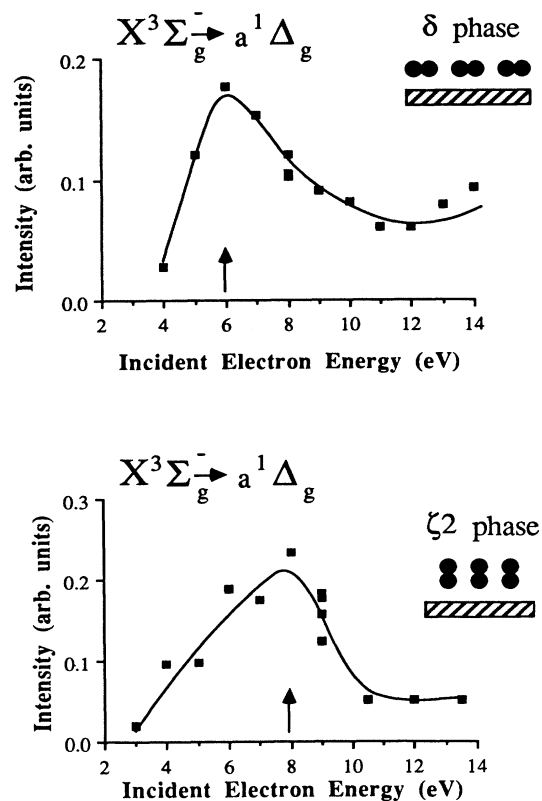 X³Σ⁻g → a¹Δg
δ phase
0.2
0.1
0.0
Intensity (arb. units)
2 4 6 8 10 12 14
Incident Electron Energy (eV)
X³Σ⁻g → a¹Δg
ζ2 phase
0.3
0.2
0.1
0.0
Intensity (arb. units)
2 4 6 8 10 12 14
Incident Electron Energy (eV)